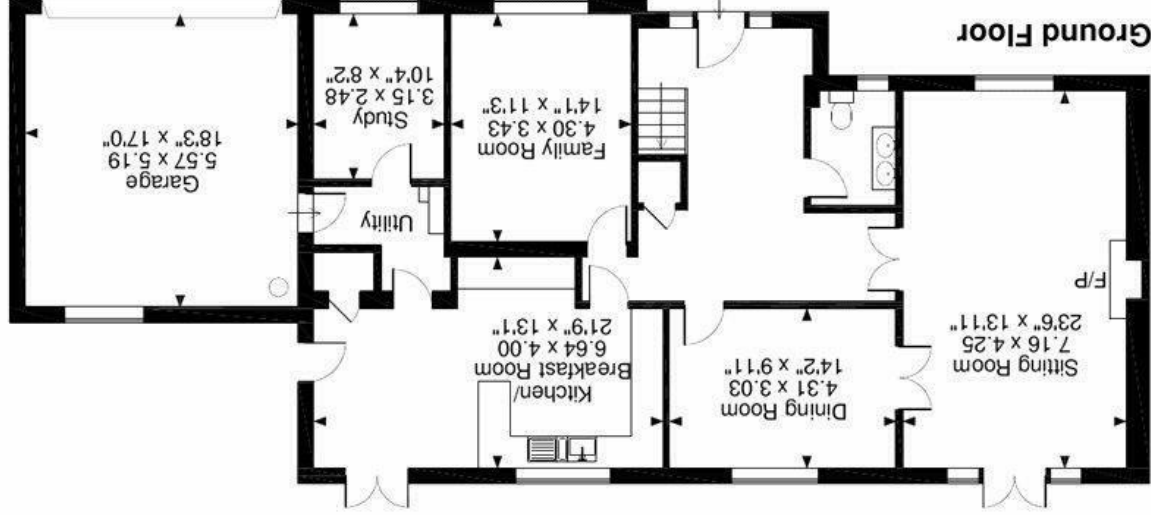 Ground Floor
Sitting Room
7.16 x 4.25
23'6" x 13'11"
F/P
Dining Room
4.31 x 3.03
14'2" x 9'11"
Kitchen/
Breakfast Room
6.64 x 4.00
21'9" x 13'1"
Utility
Family Room
4.30 x 3.43
14'1" x 11'3"
Study
3.15 x 2.48
10'4" x 8'2"
Garage
5.57 x 5.19
18'3" x 17'0"